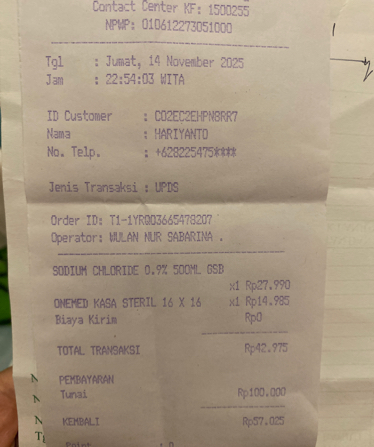 Contact Center KF: 1500255
NPWP: 010612273051000
Tgl : Jumat, 14 November 2025
Jam : 22:54:03 WITA
ID Customer : C02EC2EMPN8RR7
Nama : HARIYANTO
No. Telp. : +628225475****
Jenis Transaksi : UPDS
Order ID: T1-1YR003665478207
Operator: WULAN NUR SABARINA .
SODIUM CHLORIDE 0.9% 500ML GSB
x1 Rp27.990
ONEMED KASA STERIL 16 X 16 x1 Rp14.985
Biaya Kirim Rp0
TOTAL TRANSAKSI Rp42.975
PEMBAYARAN
Tunai Rp100.000
KEMBALI Rp57.025
Point : 0